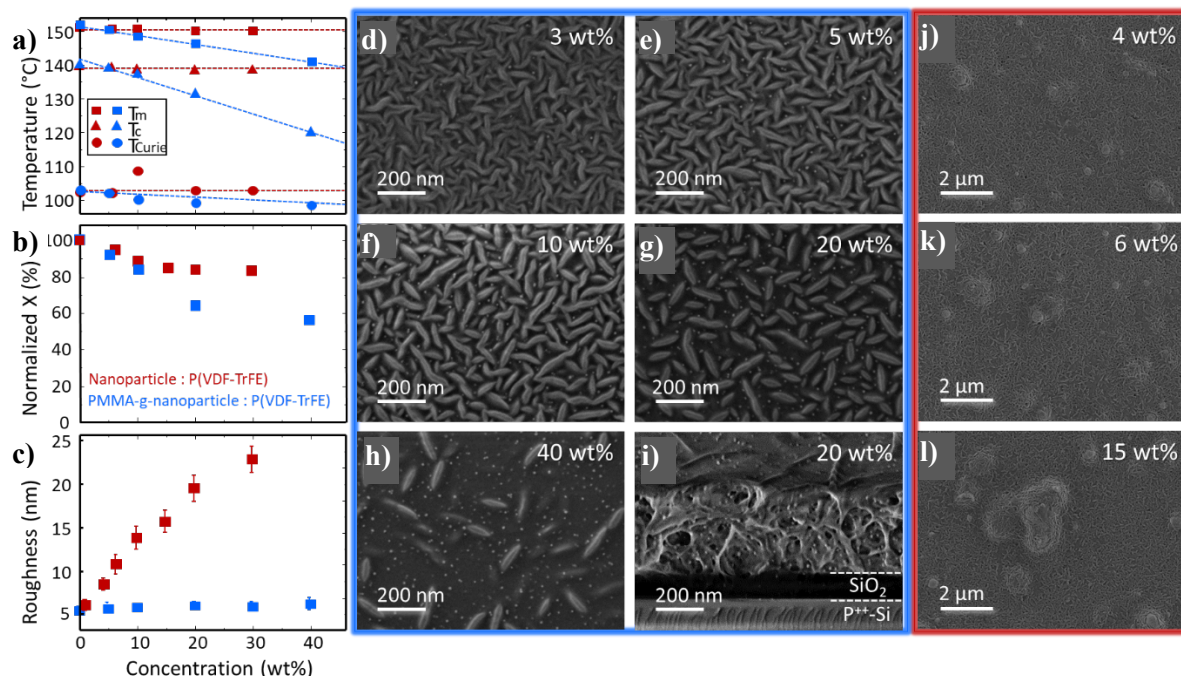 a)
Temperature (°C)
150
140
130
120
110
100
Tm
Tc
TCurie
b)
Normalized X (%)
100
80
60
40
20
0
Nanoparticle : P(VDF-TrFE)
PMMA-g-nanoparticle : P(VDF-TrFE)
c)
Roughness (nm)
25
20
15
10
5
0 10 20 30 40
Concentration (wt%)
d) 3 wt%
200 nm
e) 5 wt%
200 nm
f) 10 wt%
200 nm
g) 20 wt%
200 nm
h) 40 wt%
200 nm
i) 20 wt%
SiO₂
200 nm
P⁺⁺-Si
j) 4 wt%
2 μm
k) 6 wt%
2 μm
l) 15 wt%
2 μm